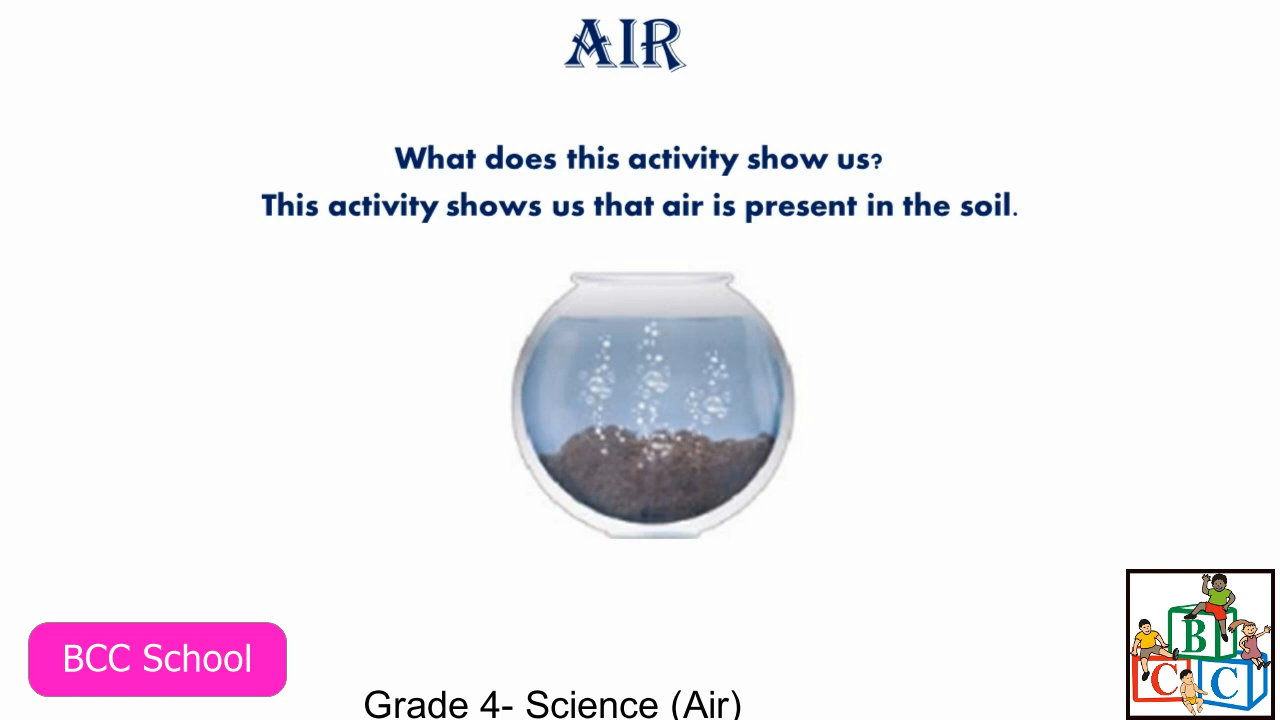 AIR
What does this activity show us?
This activity shows us that air is present in the soil.
B
C C
BCC School
Grade 4- Science (Air)